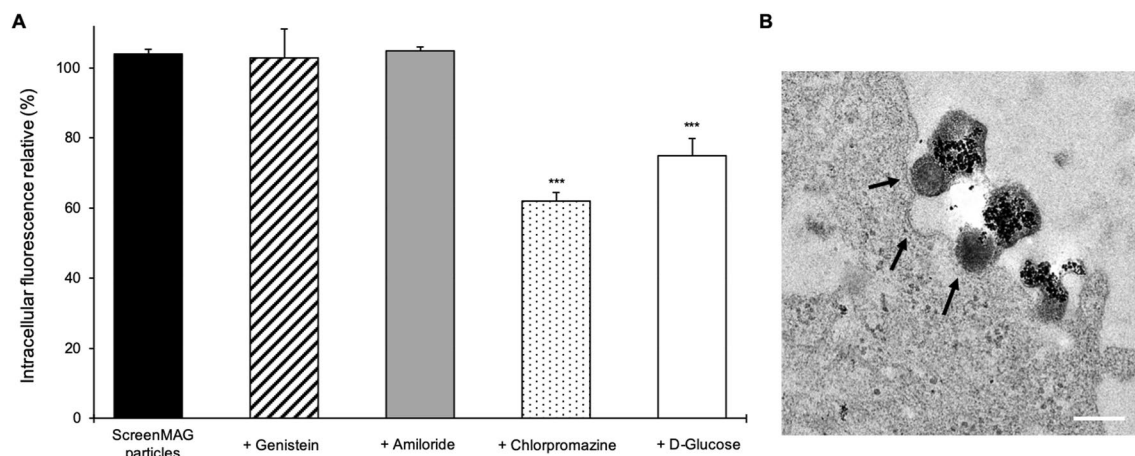 A
B
Intracellular fluorescence relative (%)
100
80
60
40
20
0
***
***
ScreenMAG
particles
+ Genistein
+ Amiloride
+ Chlorpromazine
+ D-Glucose